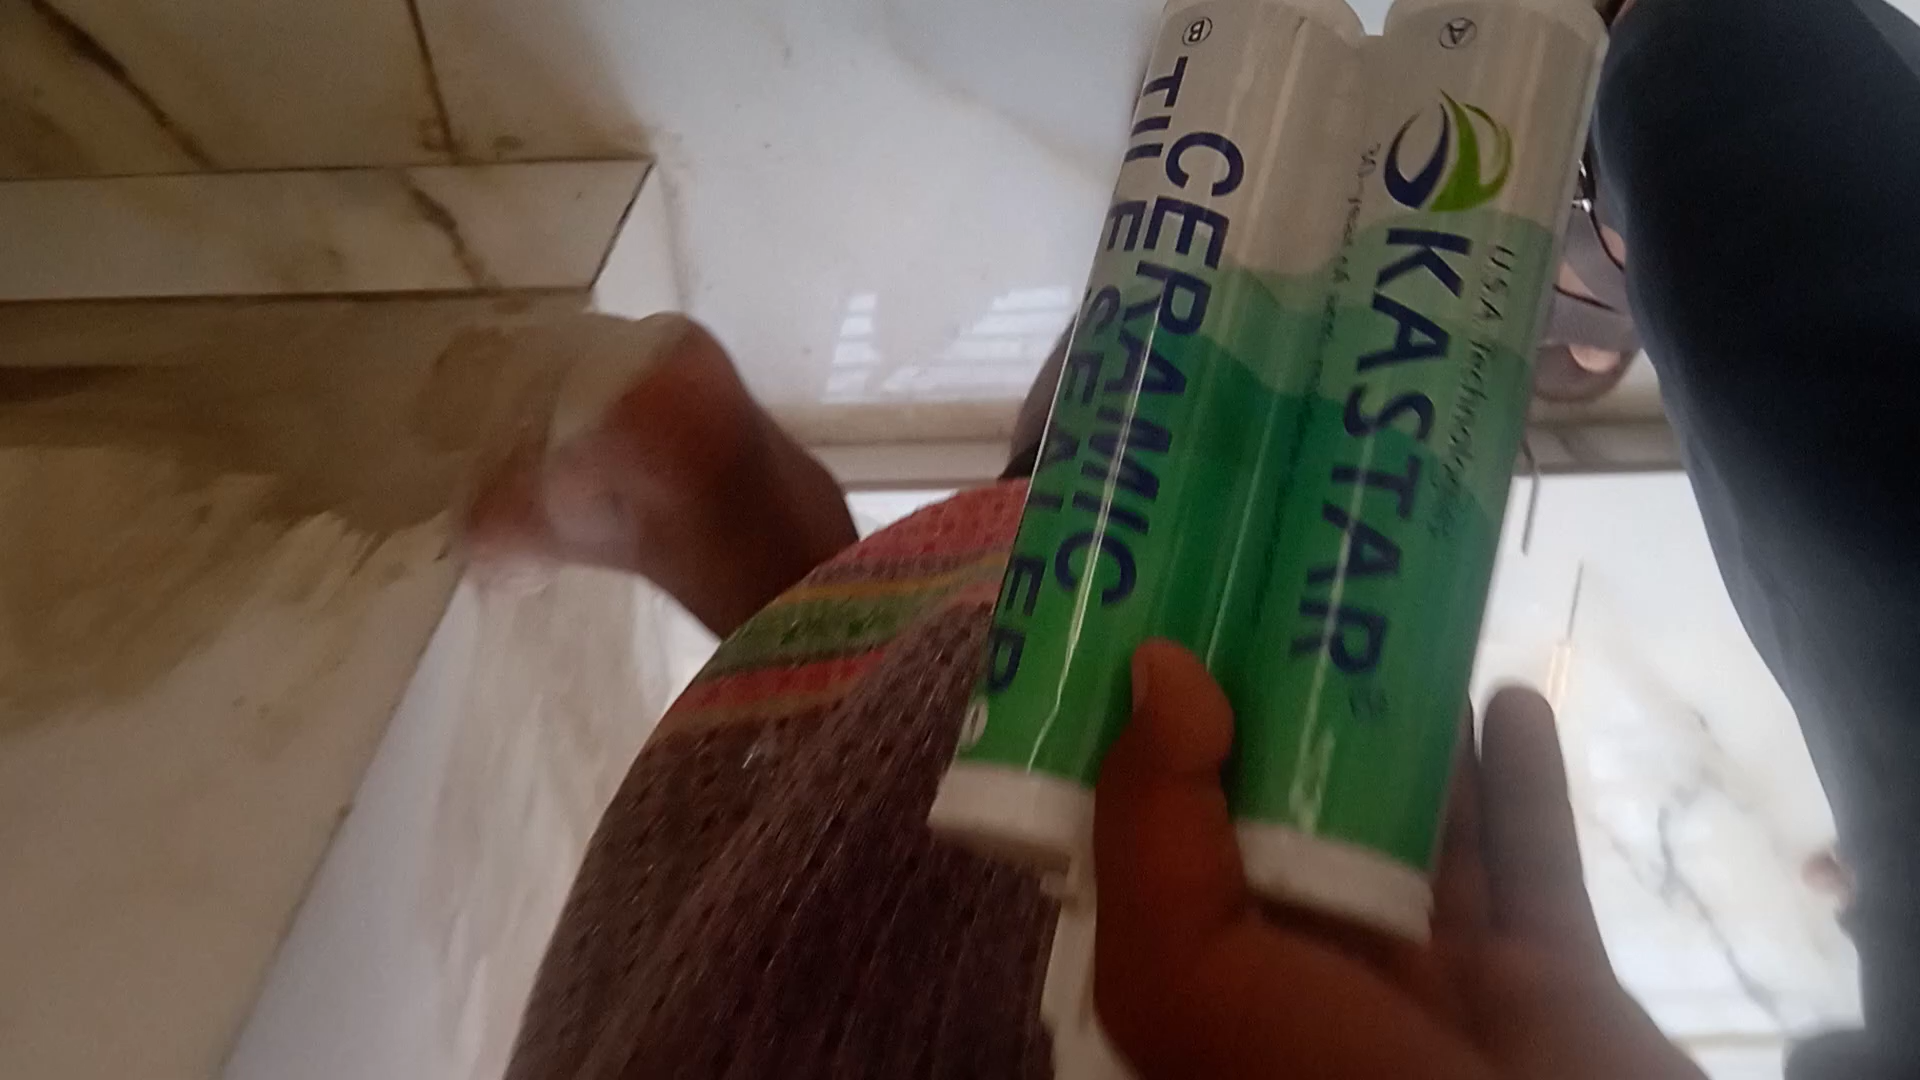 B
CERAMIC
TILE SEALER
A
KASTAR
USA Technology